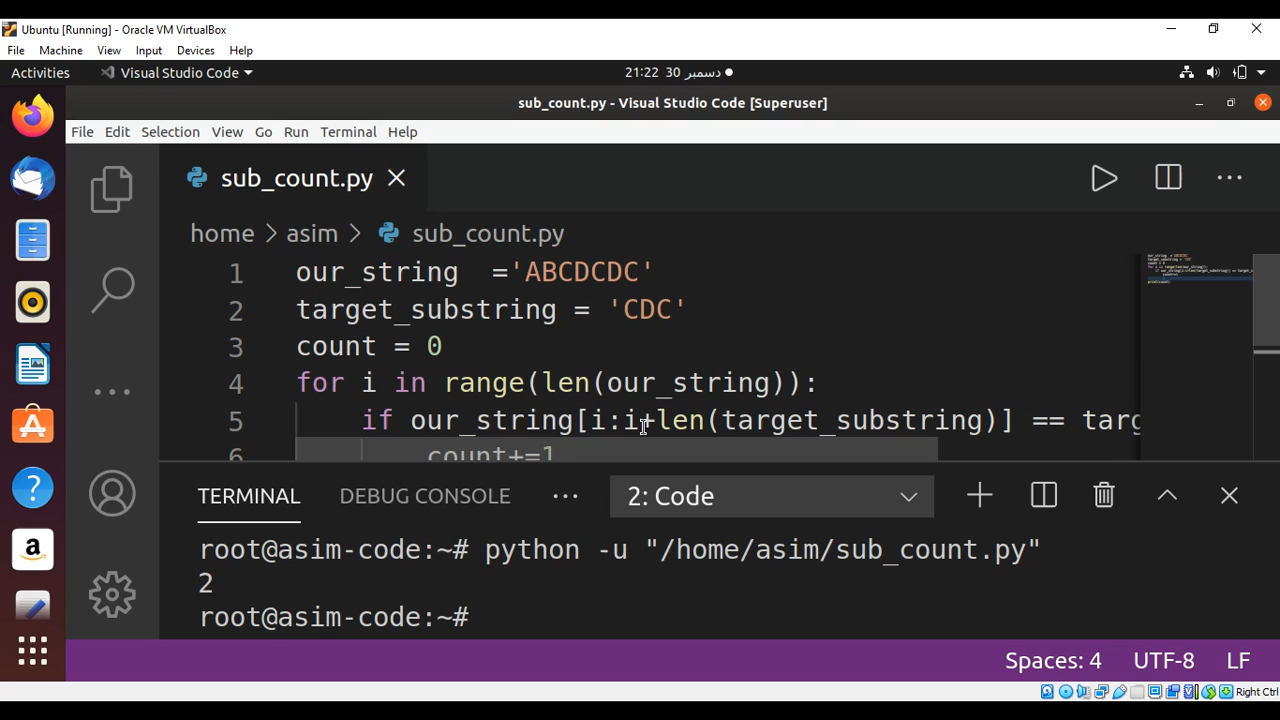 Ubuntu [Running] - Oracle VM VirtualBox
File Machine View Input Devices Help
Activities Visual Studio Code 21:22 30 دسمبر
sub_count.py - Visual Studio Code [Superuser]
File Edit Selection View Go Run Terminal Help
sub_count.py
home > asim > sub_count.py
1 our_string  ='ABCDCDC'
2 target_substring = 'CDC'
3 count = 0
4 for i in range(len(our_string)):
5 if our_string[i:i+len(target_substring)] == targ
6 count+=1
TERMINAL DEBUG CONSOLE ... 2: Code
root@asim-code:~# python -u "/home/asim/sub_count.py"
2
root@asim-code:~#
Spaces: 4 UTF-8 LF
Right Ctrl